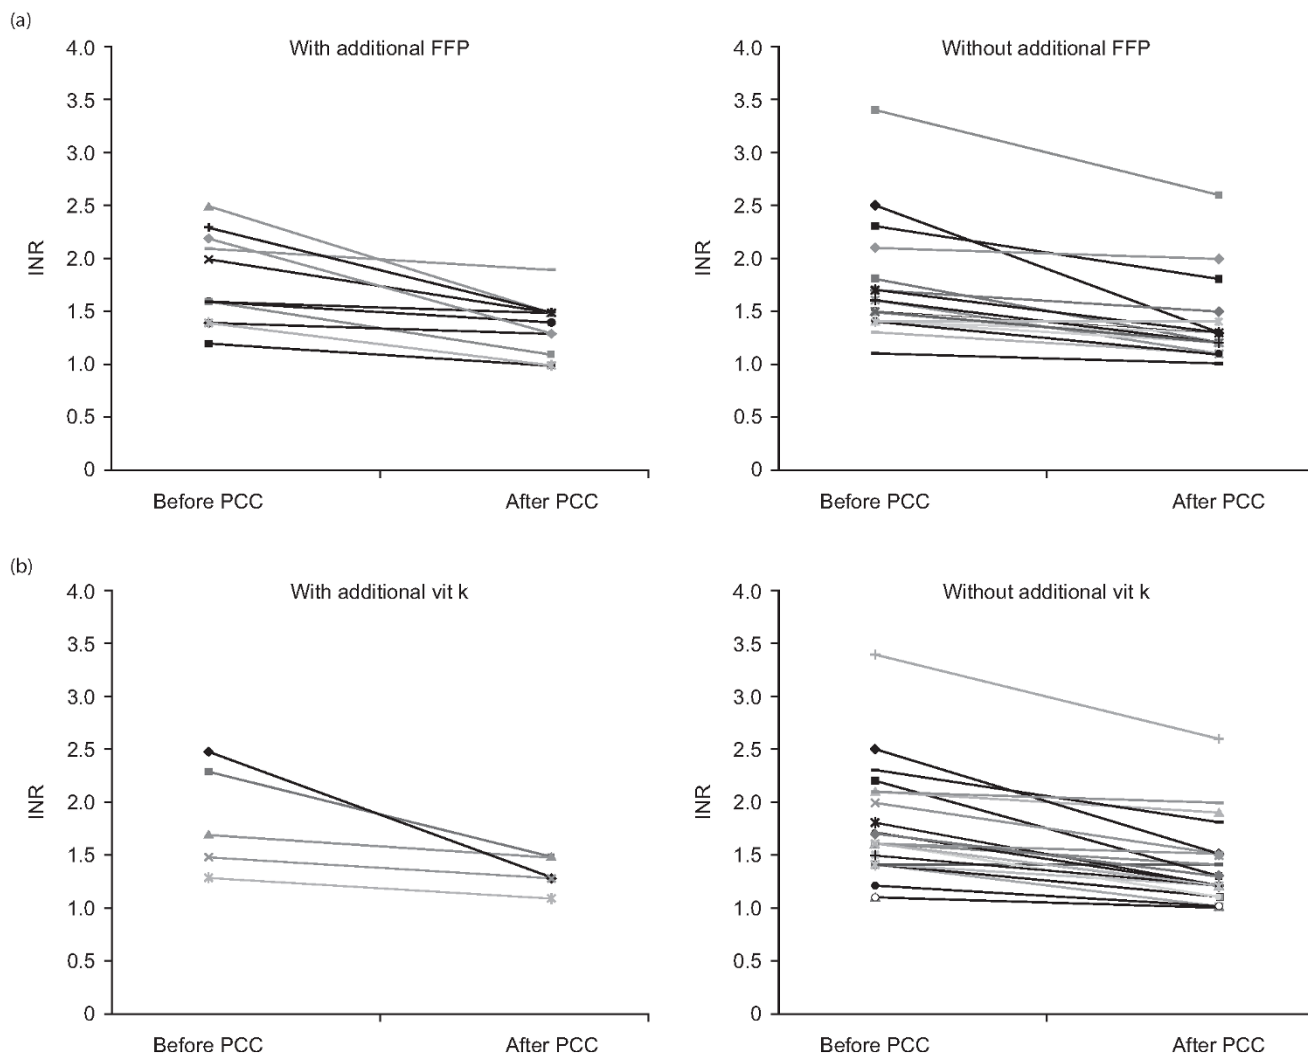 (a)
With additional FFP
4.0
3.5
3.0
2.5
2.0
1.5
1.0
0.5
0
INR
Before PCC
After PCC
Without additional FFP
4.0
3.5
3.0
2.5
2.0
1.5
1.0
0.5
0
INR
Before PCC
After PCC
(b)
With additional vit k
4.0
3.5
3.0
2.5
2.0
1.5
1.0
0.5
0
INR
Before PCC
After PCC
Without additional vit k
4.0
3.5
3.0
2.5
2.0
1.5
1.0
0.5
0
INR
Before PCC
After PCC